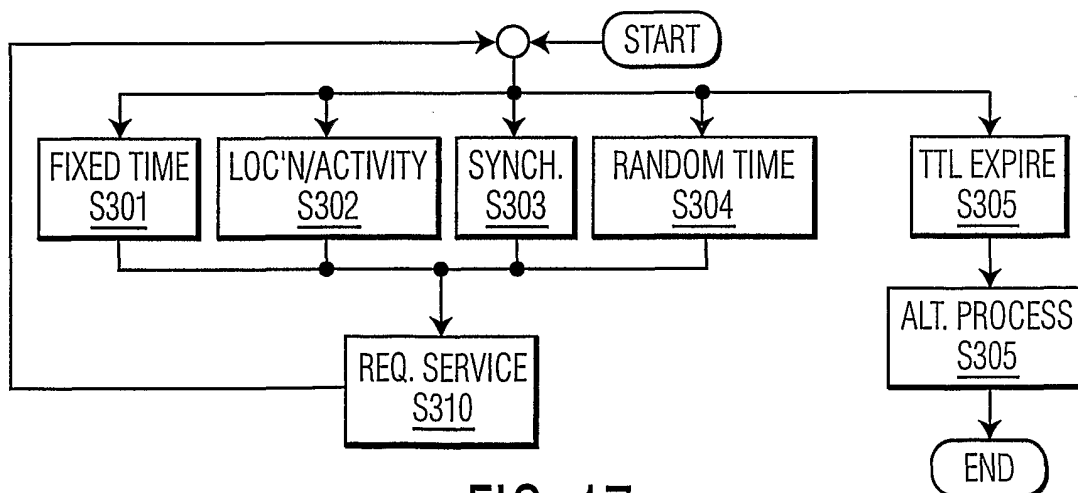 START
FIXED TIME
S301
LOC'N/ACTIVITY
S302
SYNCH.
S303
RANDOM TIME
S304
TTL EXPIRE
S305
REQ. SERVICE
S310
ALT. PROCESS
S305
END